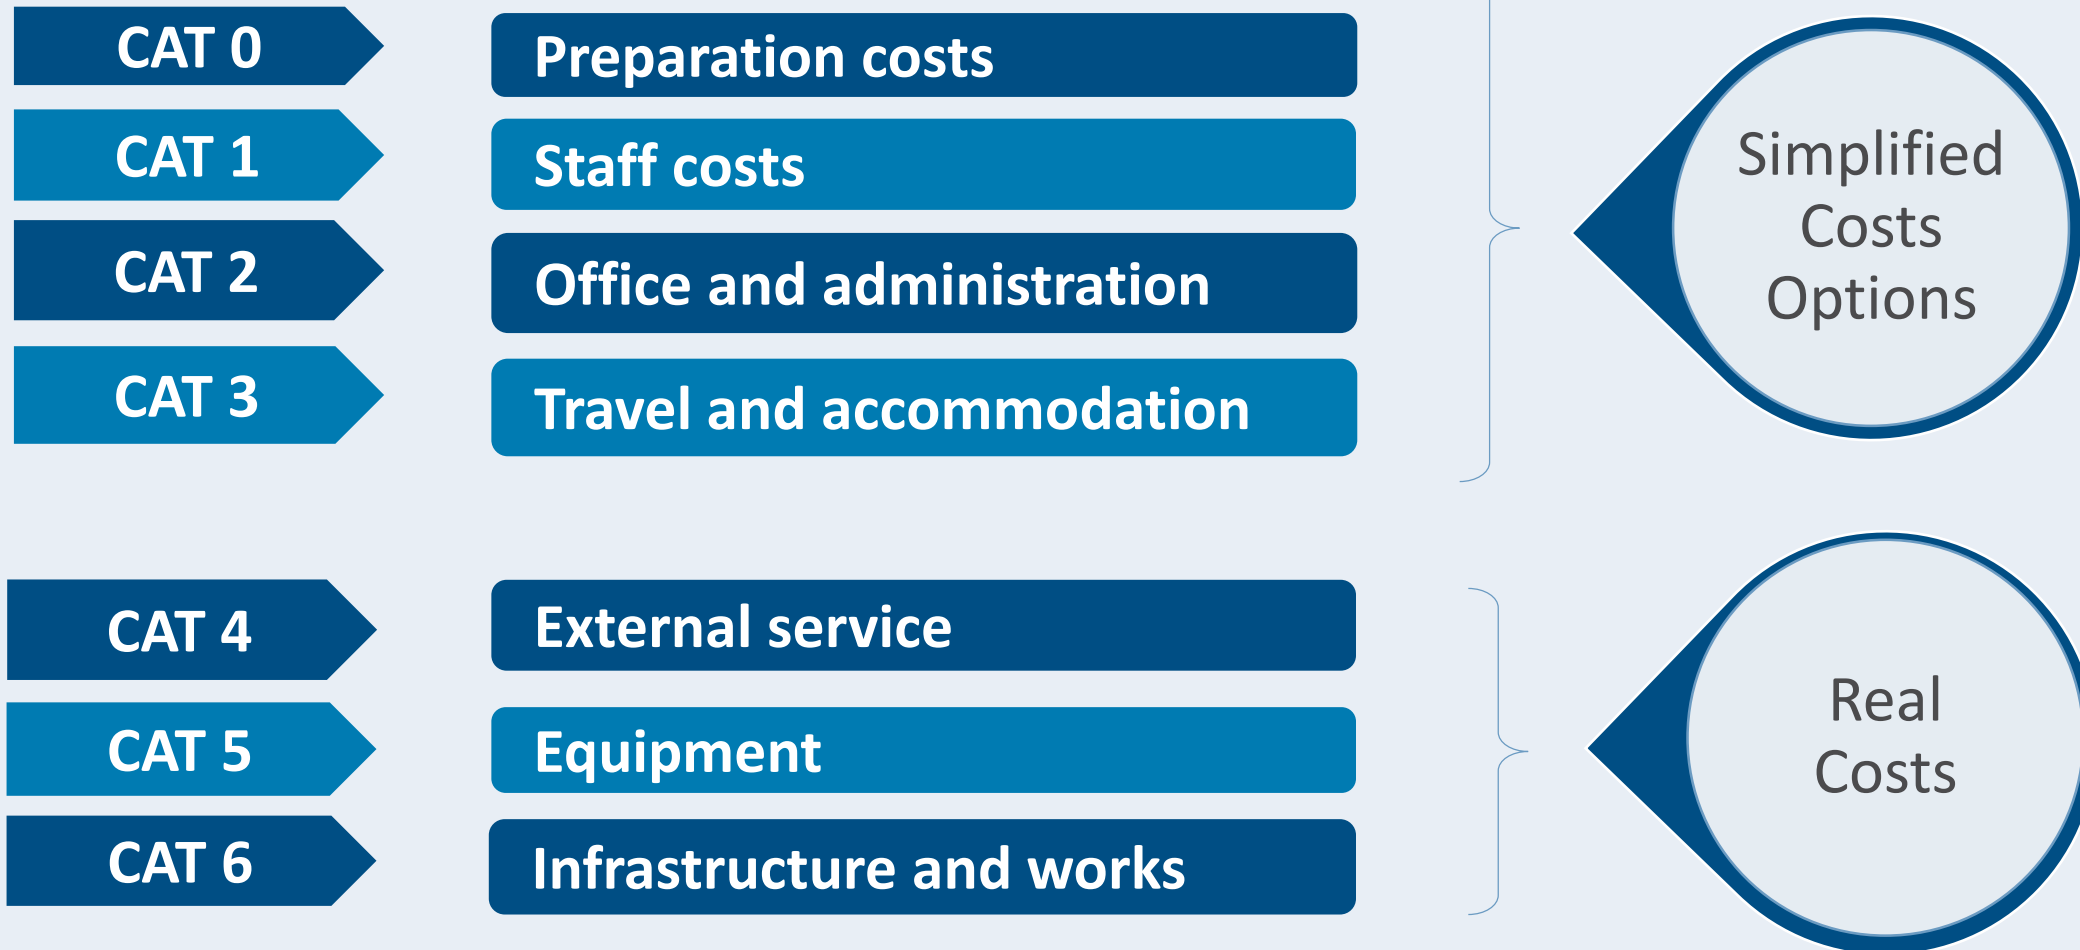 CAT 0
Preparation costs
CAT 1
Staff costs
CAT 2
Office and administration
CAT 3
Travel and accommodation
Simplified
Costs
Options
CAT 4
External service
CAT 5
Equipment
CAT 6
Infrastructure and works
Real
Costs